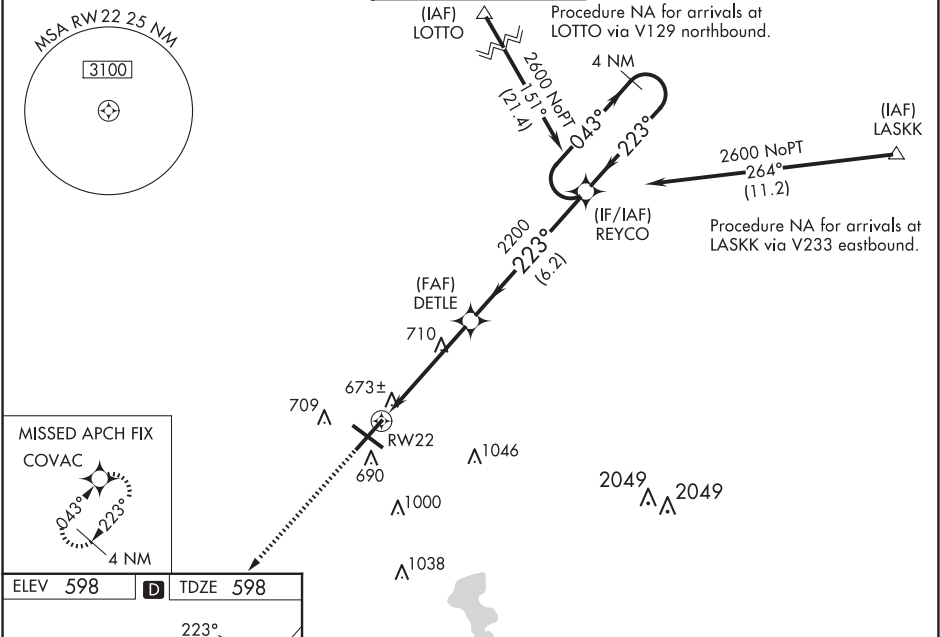 MSA RW22 25 NM
3100
(IAF)
LOTTO
Procedure NA for arrivals at
LOTTO via V129 northbound.
2600 NoPT
151°
(21.4)
4 NM
043°
223°
(IAF)
LASKK
2600 NoPT
264°
(11.2)
(IF/IAF)
REYCO
Procedure NA for arrivals at
LASKK via V233 eastbound.
2200
223°
(6.2)
(FAF)
DETLE
710
673±
709
RW22
690
1046
1000
2049
2049
1038
MISSED APCH FIX
COVAC
043°
223°
4 NM
ELEV 598
D
TDZE 598
223°